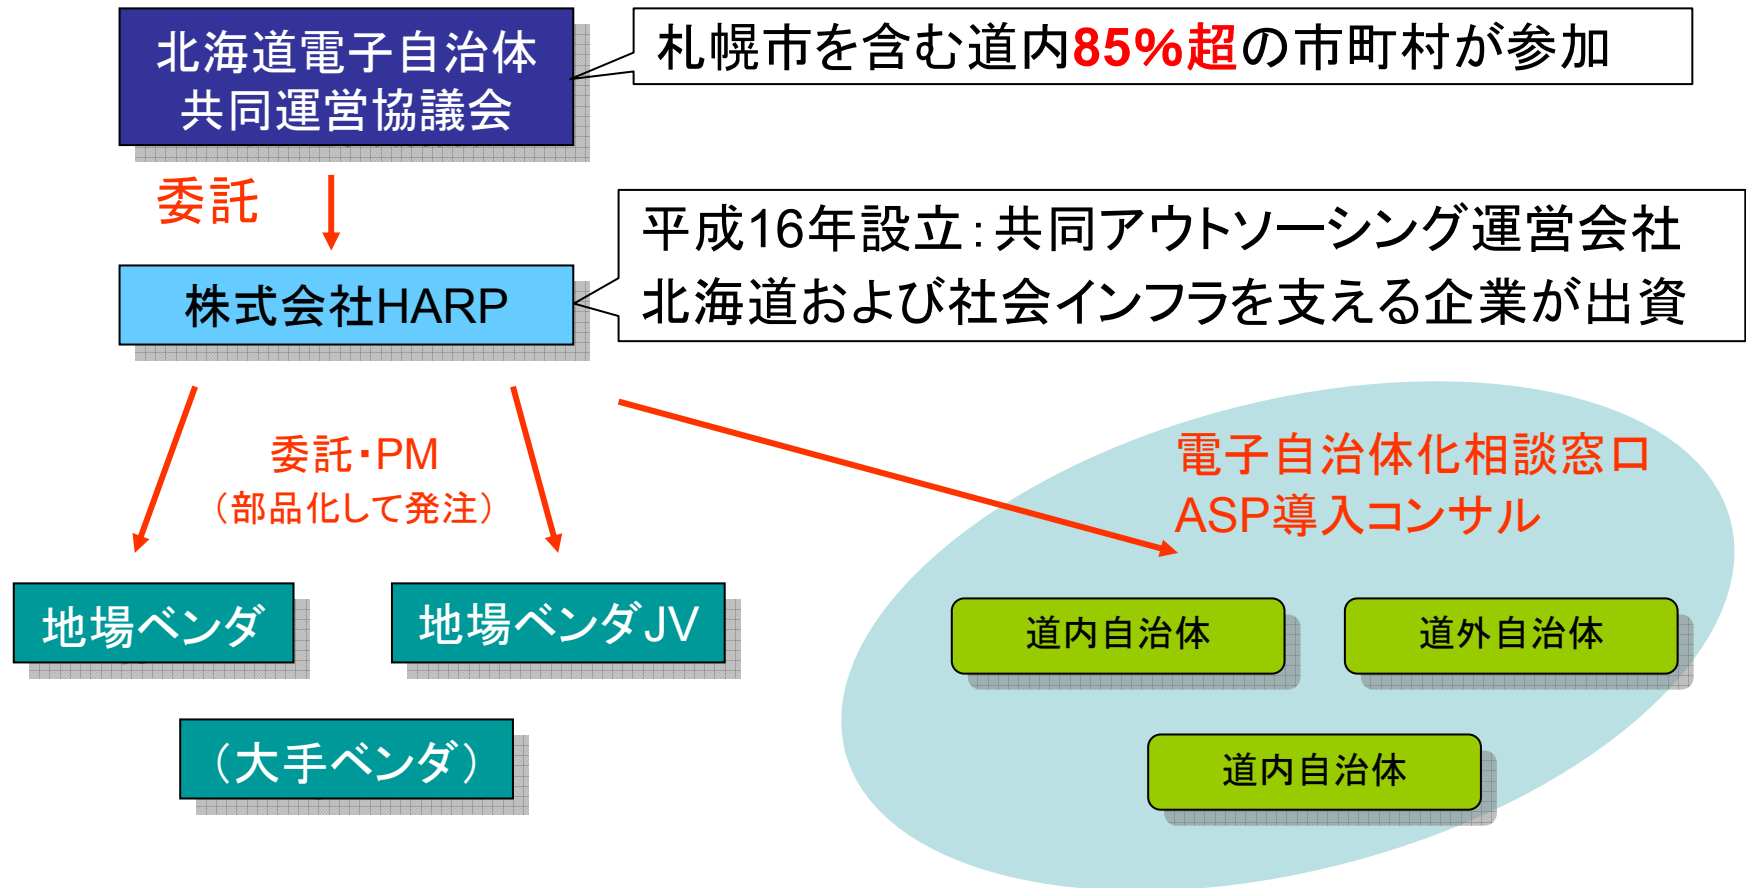 北海道電子自治体
共同運営協議会
札幌市を含む道内85%超の市町村が参加
委託
平成16年設立：共同アウトソーシング運営会社
北海道および社会インフラを支える企業が出資
株式会社HARP
委託・PM
（部品化して発注）
電子自治体化相談窓口
ASP導入コンサル
地場ベンダ
地場ベンダJV
（大手ベンダ）
道内自治体
道外自治体
道内自治体